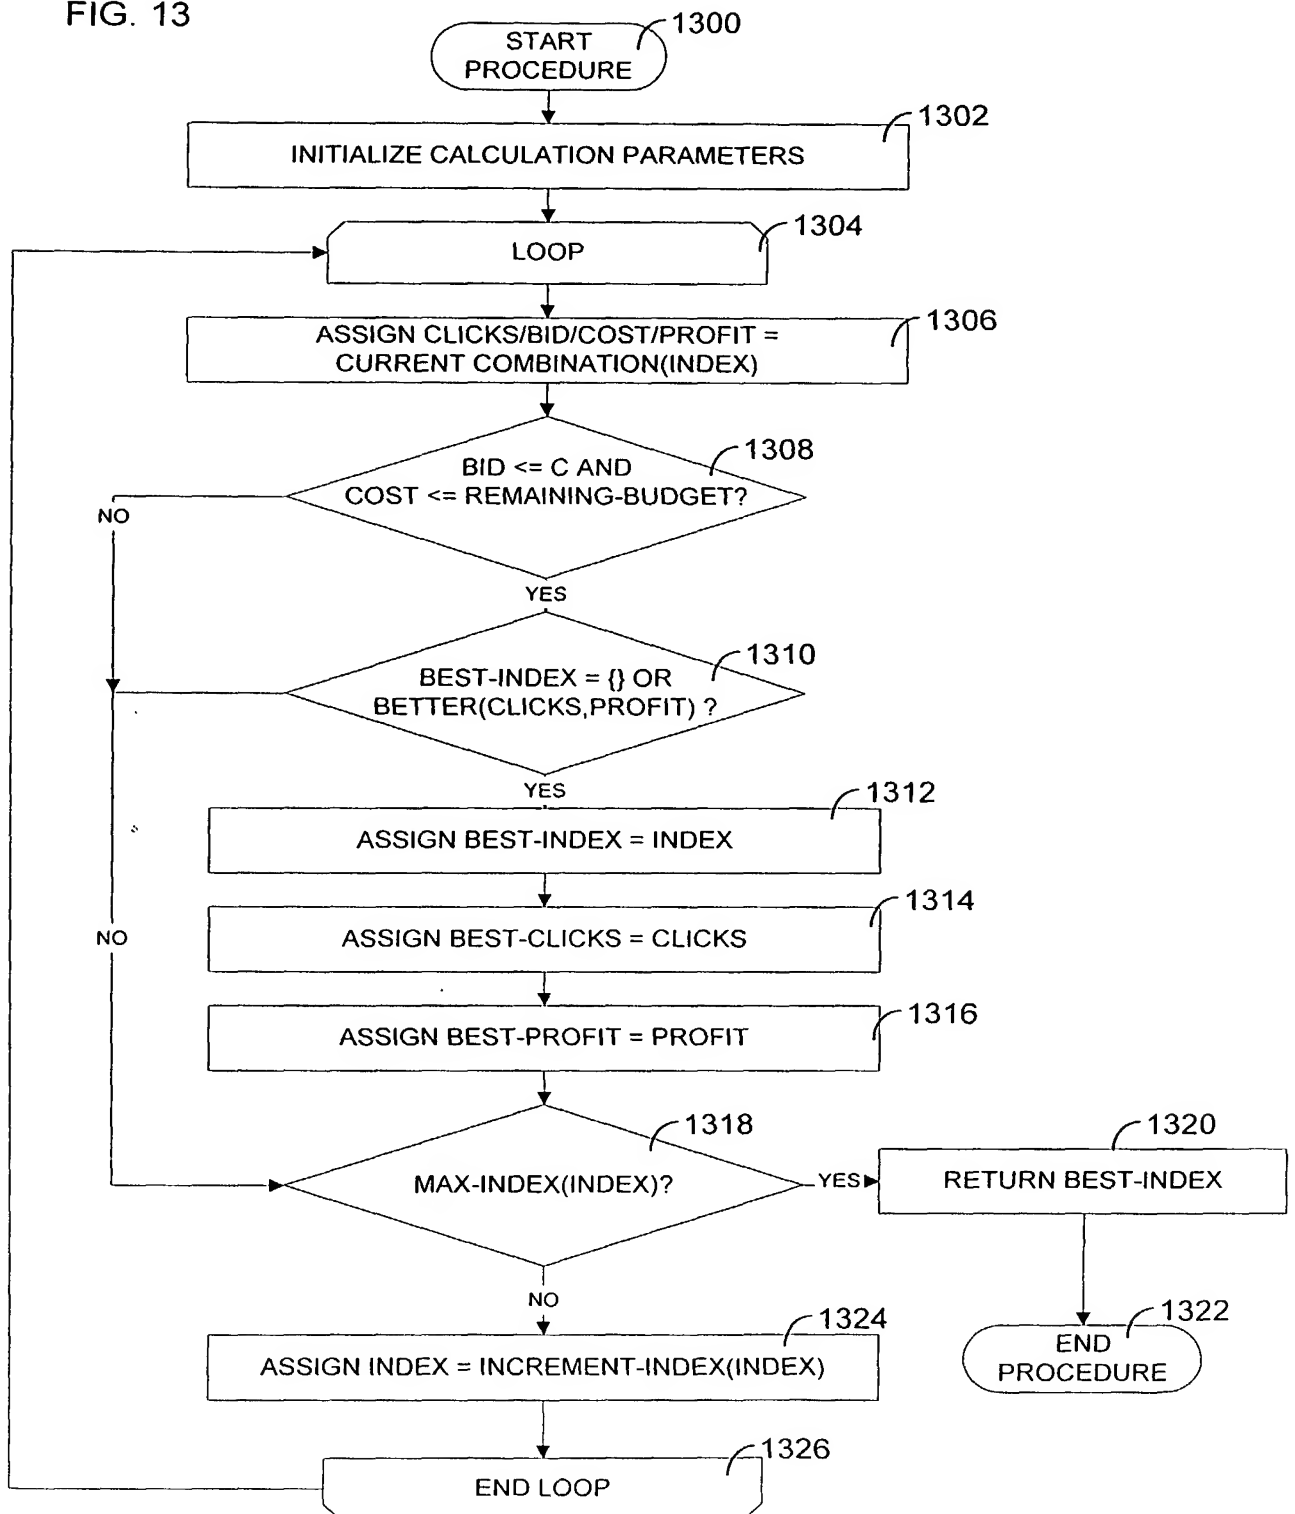 FIG. 13
1300
START
PROCEDURE
1302
INITIALIZE CALCULATION PARAMETERS
1304
LOOP
1306
ASSIGN CLICKS/BID/COST/PROFIT =
CURRENT COMBINATION(INDEX)
1308
BID <= C AND
COST <= REMAINING-BUDGET?
NO
YES
1310
BEST-INDEX = {} OR
BETTER(CLICKS,PROFIT) ?
YES
1312
ASSIGN BEST-INDEX = INDEX
1314
ASSIGN BEST-CLICKS = CLICKS
NO
1316
ASSIGN BEST-PROFIT = PROFIT
1318
MAX-INDEX(INDEX)?
YES
1320
RETURN BEST-INDEX
NO
1322
END
PROCEDURE
1324
ASSIGN INDEX = INCREMENT-INDEX(INDEX)
1326
END LOOP